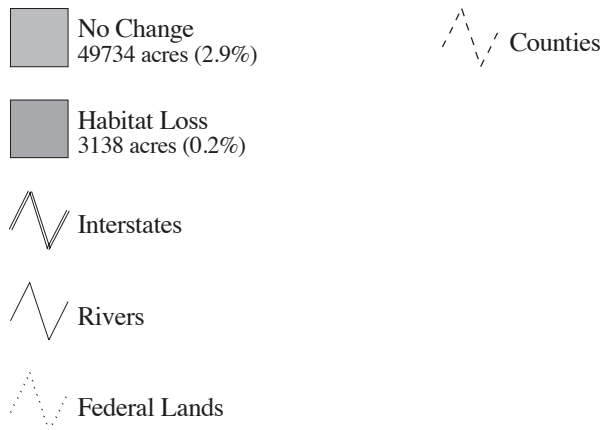 No Change
49734 acres (2.9%)
Habitat Loss
3138 acres (0.2%)
Interstates
Rivers
Federal Lands
Counties